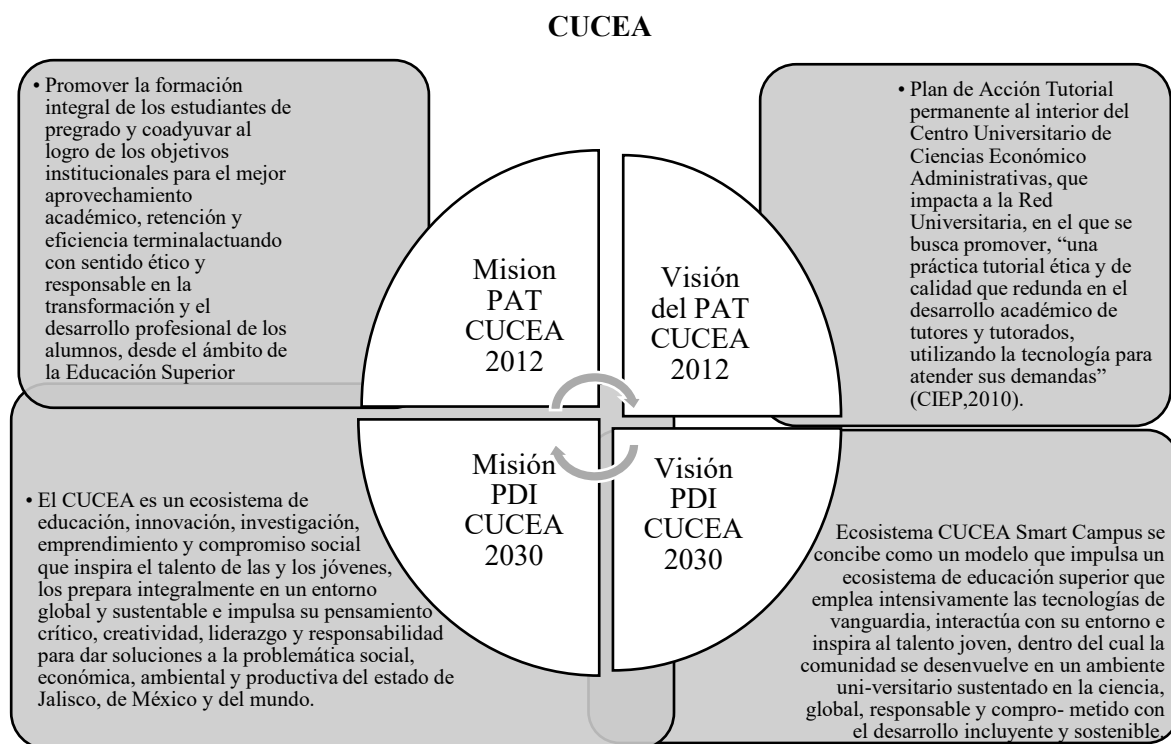 CUCEA
• Promover la formación
integral de los estudiantes de
pregrado y coadyuvar al
logro de los objetivos
institucionales para el mejor
aprovechamiento
académico, retención y
eficiencia terminalactuando
con sentido ético y
responsable en la
transformación y el
desarrollo profesional de los
alumnos, desde el ámbito de
la Educación Superior
Mision
PAT
CUCEA
2012
Visión
del PAT
CUCEA
2012
• Plan de Acción Tutorial
permanente al interior del
Centro Universitario de
Ciencias Económico
Administrativas, que
impacta a la Red
Universitaria, en el que se
busca promover, “una
práctica tutorial ética y de
calidad que redunda en el
desarrollo académico de
tutores y tutorados,
utilizando la tecnología para
atender sus demandas”
(CIEP,2010).
• El CUCEA es un ecosistema de
educación, innovación, investigación,
emprendimiento y compromiso social
que inspira el talento de las y los jóvenes,
los prepara integralmente en un entorno
global y sustentable e impulsa su pensamiento
crítico, creatividad, liderazgo y responsabilidad
para dar soluciones a la problemática social,
económica, ambiental y productiva del estado de
Jalisco, de México y del mundo.
Misión
PDI
CUCEA
2030
Visión
PDI
CUCEA
2030
Ecosistema CUCEA Smart Campus se
concibe como un modelo que impulsa un
ecosistema de educación superior que
emplea intensivamente las tecnologías de
vanguardia, interactúa con su entorno e
inspira al talento joven, dentro del cual la
comunidad se desenvuelve en un ambiente
uni-versitario sustentado en la ciencia,
global, responsable y compro- metido con
el desarrollo incluyente y sostenible.